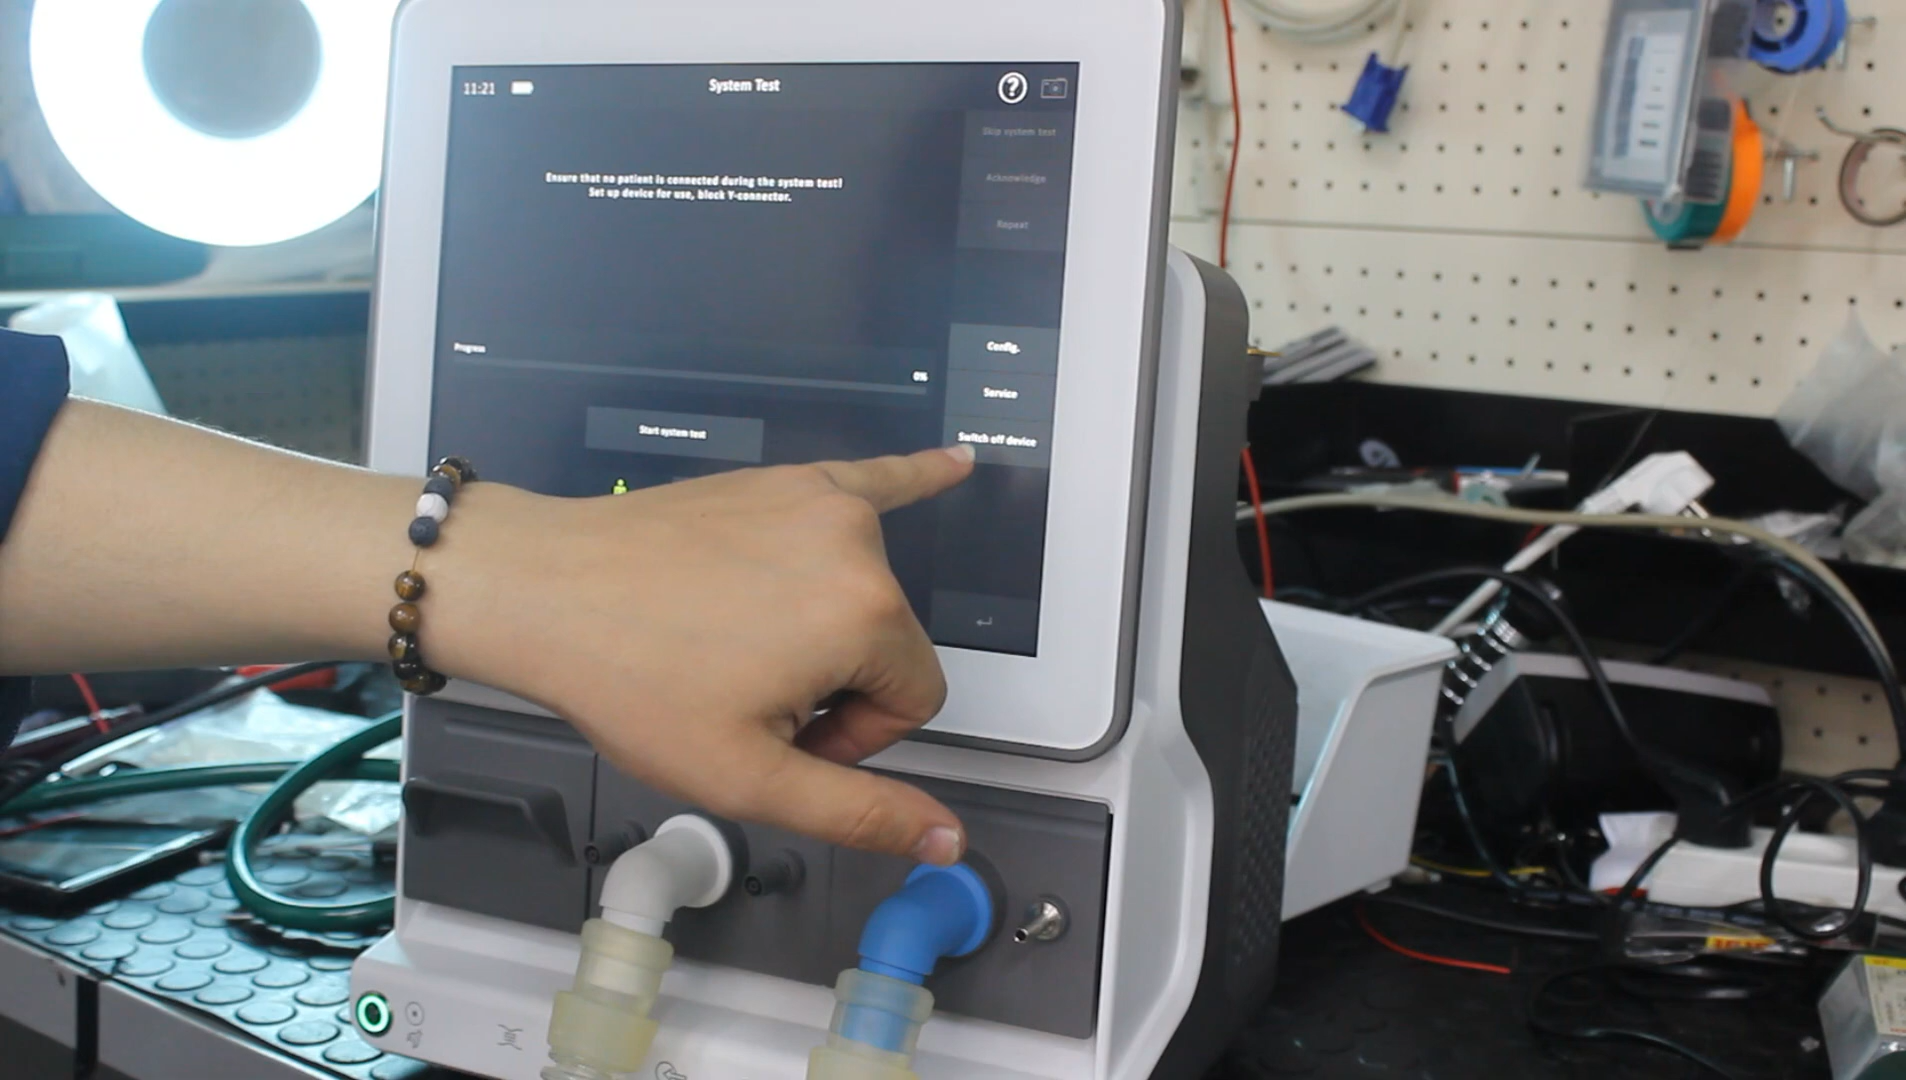 11:21
System Test
?
Skip system test
Ensure that no patient is connected during the system test!
Set up device for use, block Y-connector.
Acknowledge
Repeat
Progress
0%
Config.
Service
Start system test
Switch off device